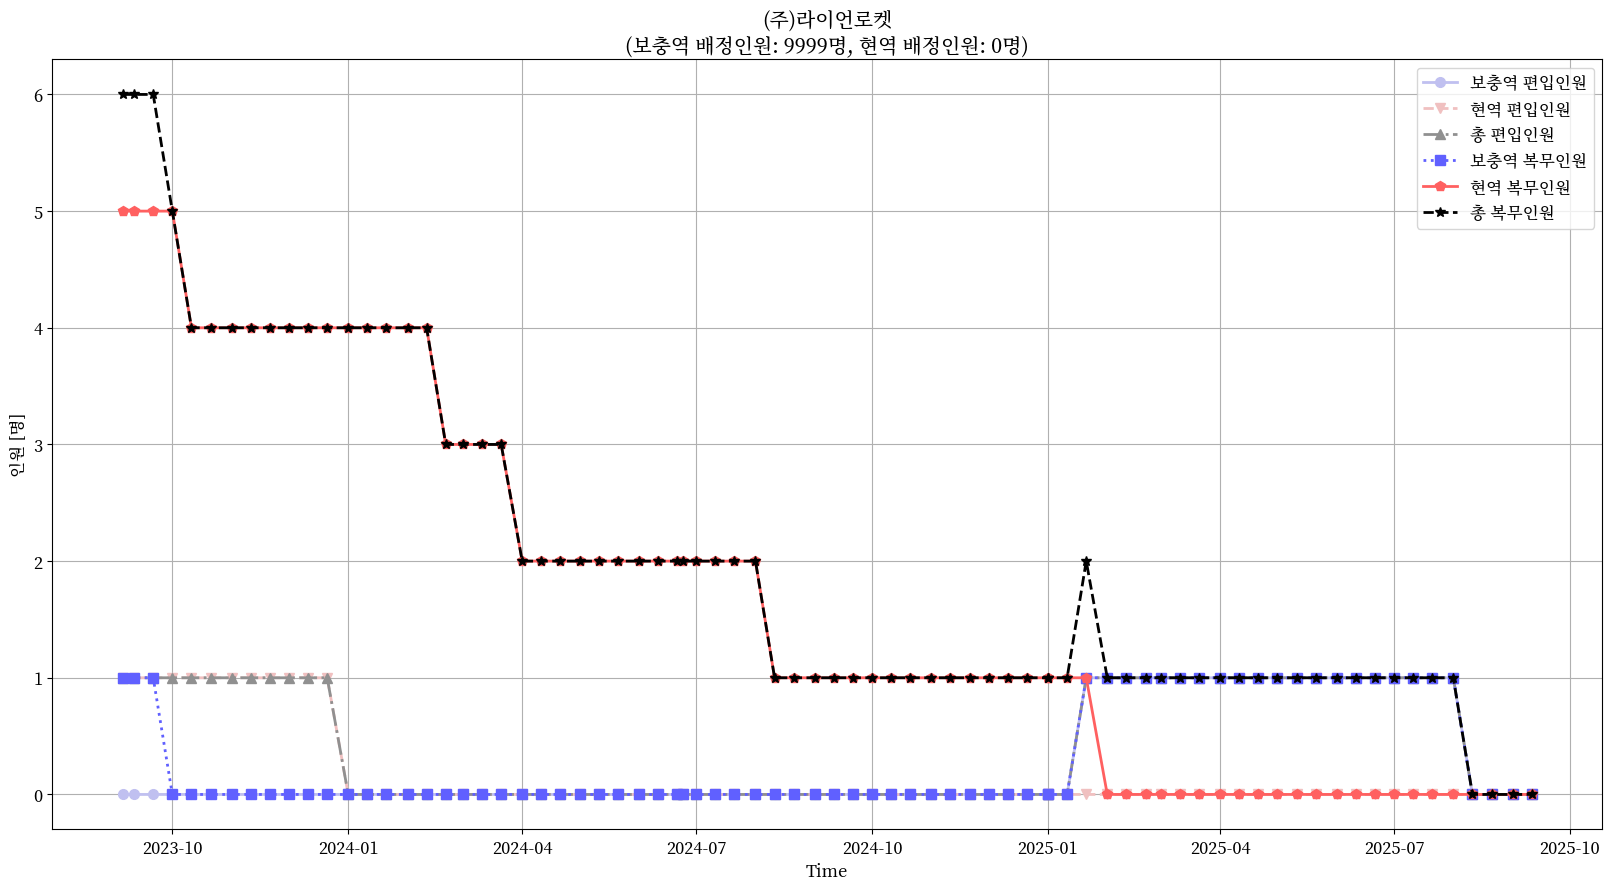 (주)라이언로켓
(보충역 배정인원: 9999명, 현역 배정인원: 0명)
보충역 편입인원
현역 편입인원
총 편입인원
보충역 복무인원
현역 복무인원
총 복무인원
인원 [명]
6
5
4
3
2
1
0
2023-10
2024-01
2024-04
2024-07
2024-10
2025-01
2025-04
2025-07
2025-10
Time